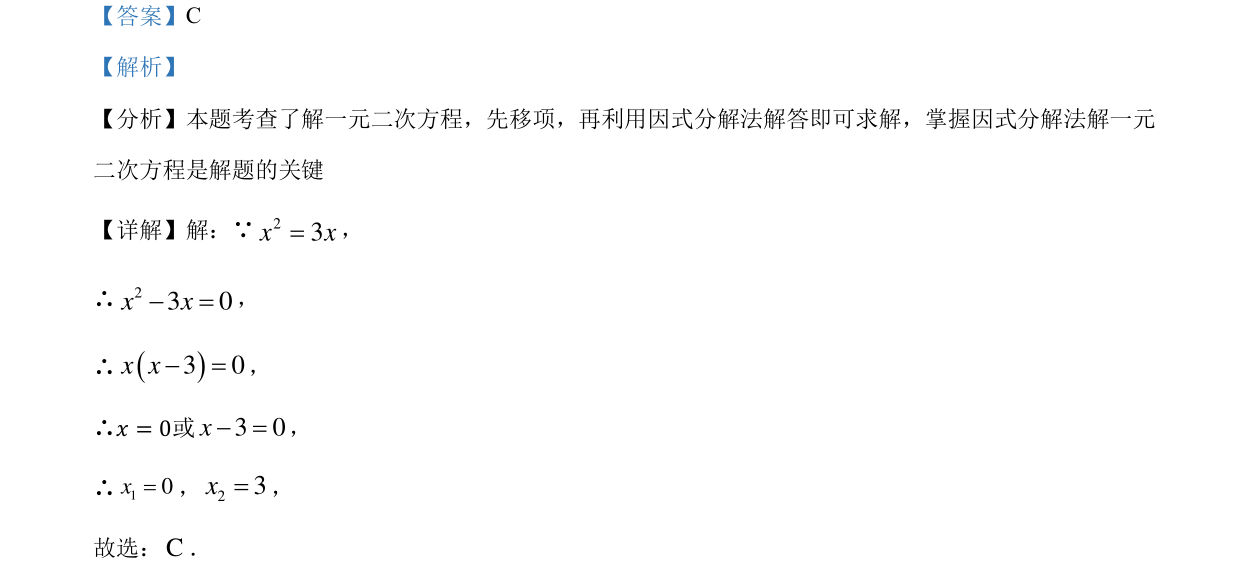 【答案】C
【解析】
【分析】本题考查了解一元二次方程，先移项，再利用因式分解法解答即可求解，掌握因式分解法解一元
二次方程是解题的关键
【详解】解：∵ x² = 3x，
∴ x² − 3x = 0，
∴ x(x − 3) = 0，
∴x = 0或 x − 3 = 0，
∴ x₁ = 0， x₂ = 3，
故选：C．